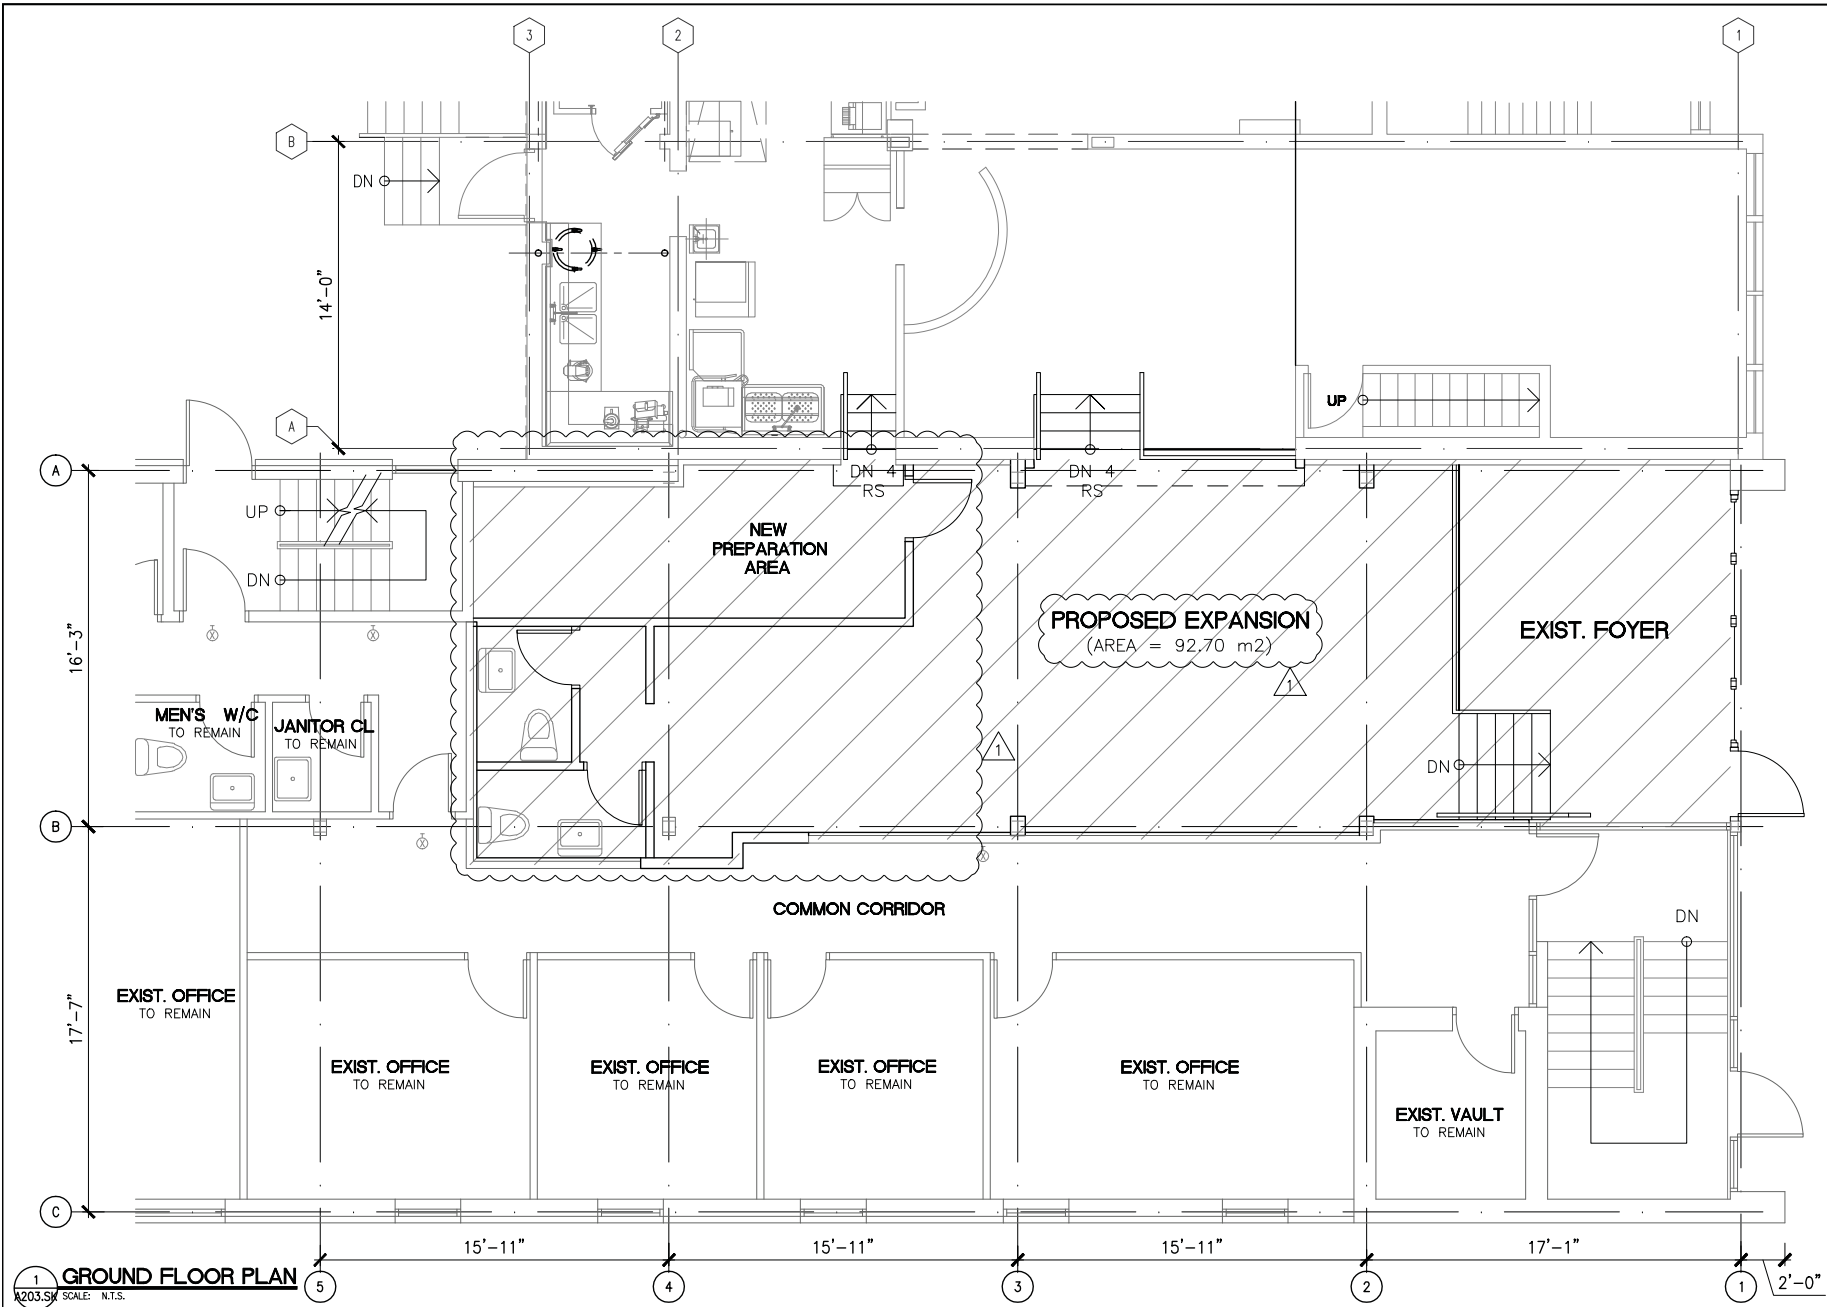 3
2
1
B
DN
14'-0"
UP
A
A
DN 4
RS
DN 4
RS
UP
NEW
PREPARATION
AREA
DN
PROPOSED EXPANSION
(AREA = 92.70 m2)
EXIST. FOYER
16'-3"
1
MEN'S W/C
TO REMAIN
JANITOR CL
TO REMAIN
1
DN
B
COMMON CORRIDOR
DN
EXIST. OFFICE
TO REMAIN
17'-7"
EXIST. OFFICE
TO REMAIN
EXIST. OFFICE
TO REMAIN
EXIST. OFFICE
TO REMAIN
EXIST. OFFICE
TO REMAIN
EXIST. VAULT
TO REMAIN
C
15'-11"
15'-11"
15'-11"
17'-1"
2'-0"
1
A203.SK
GROUND FLOOR PLAN
SCALE: N.T.S.
5
4
3
2
1